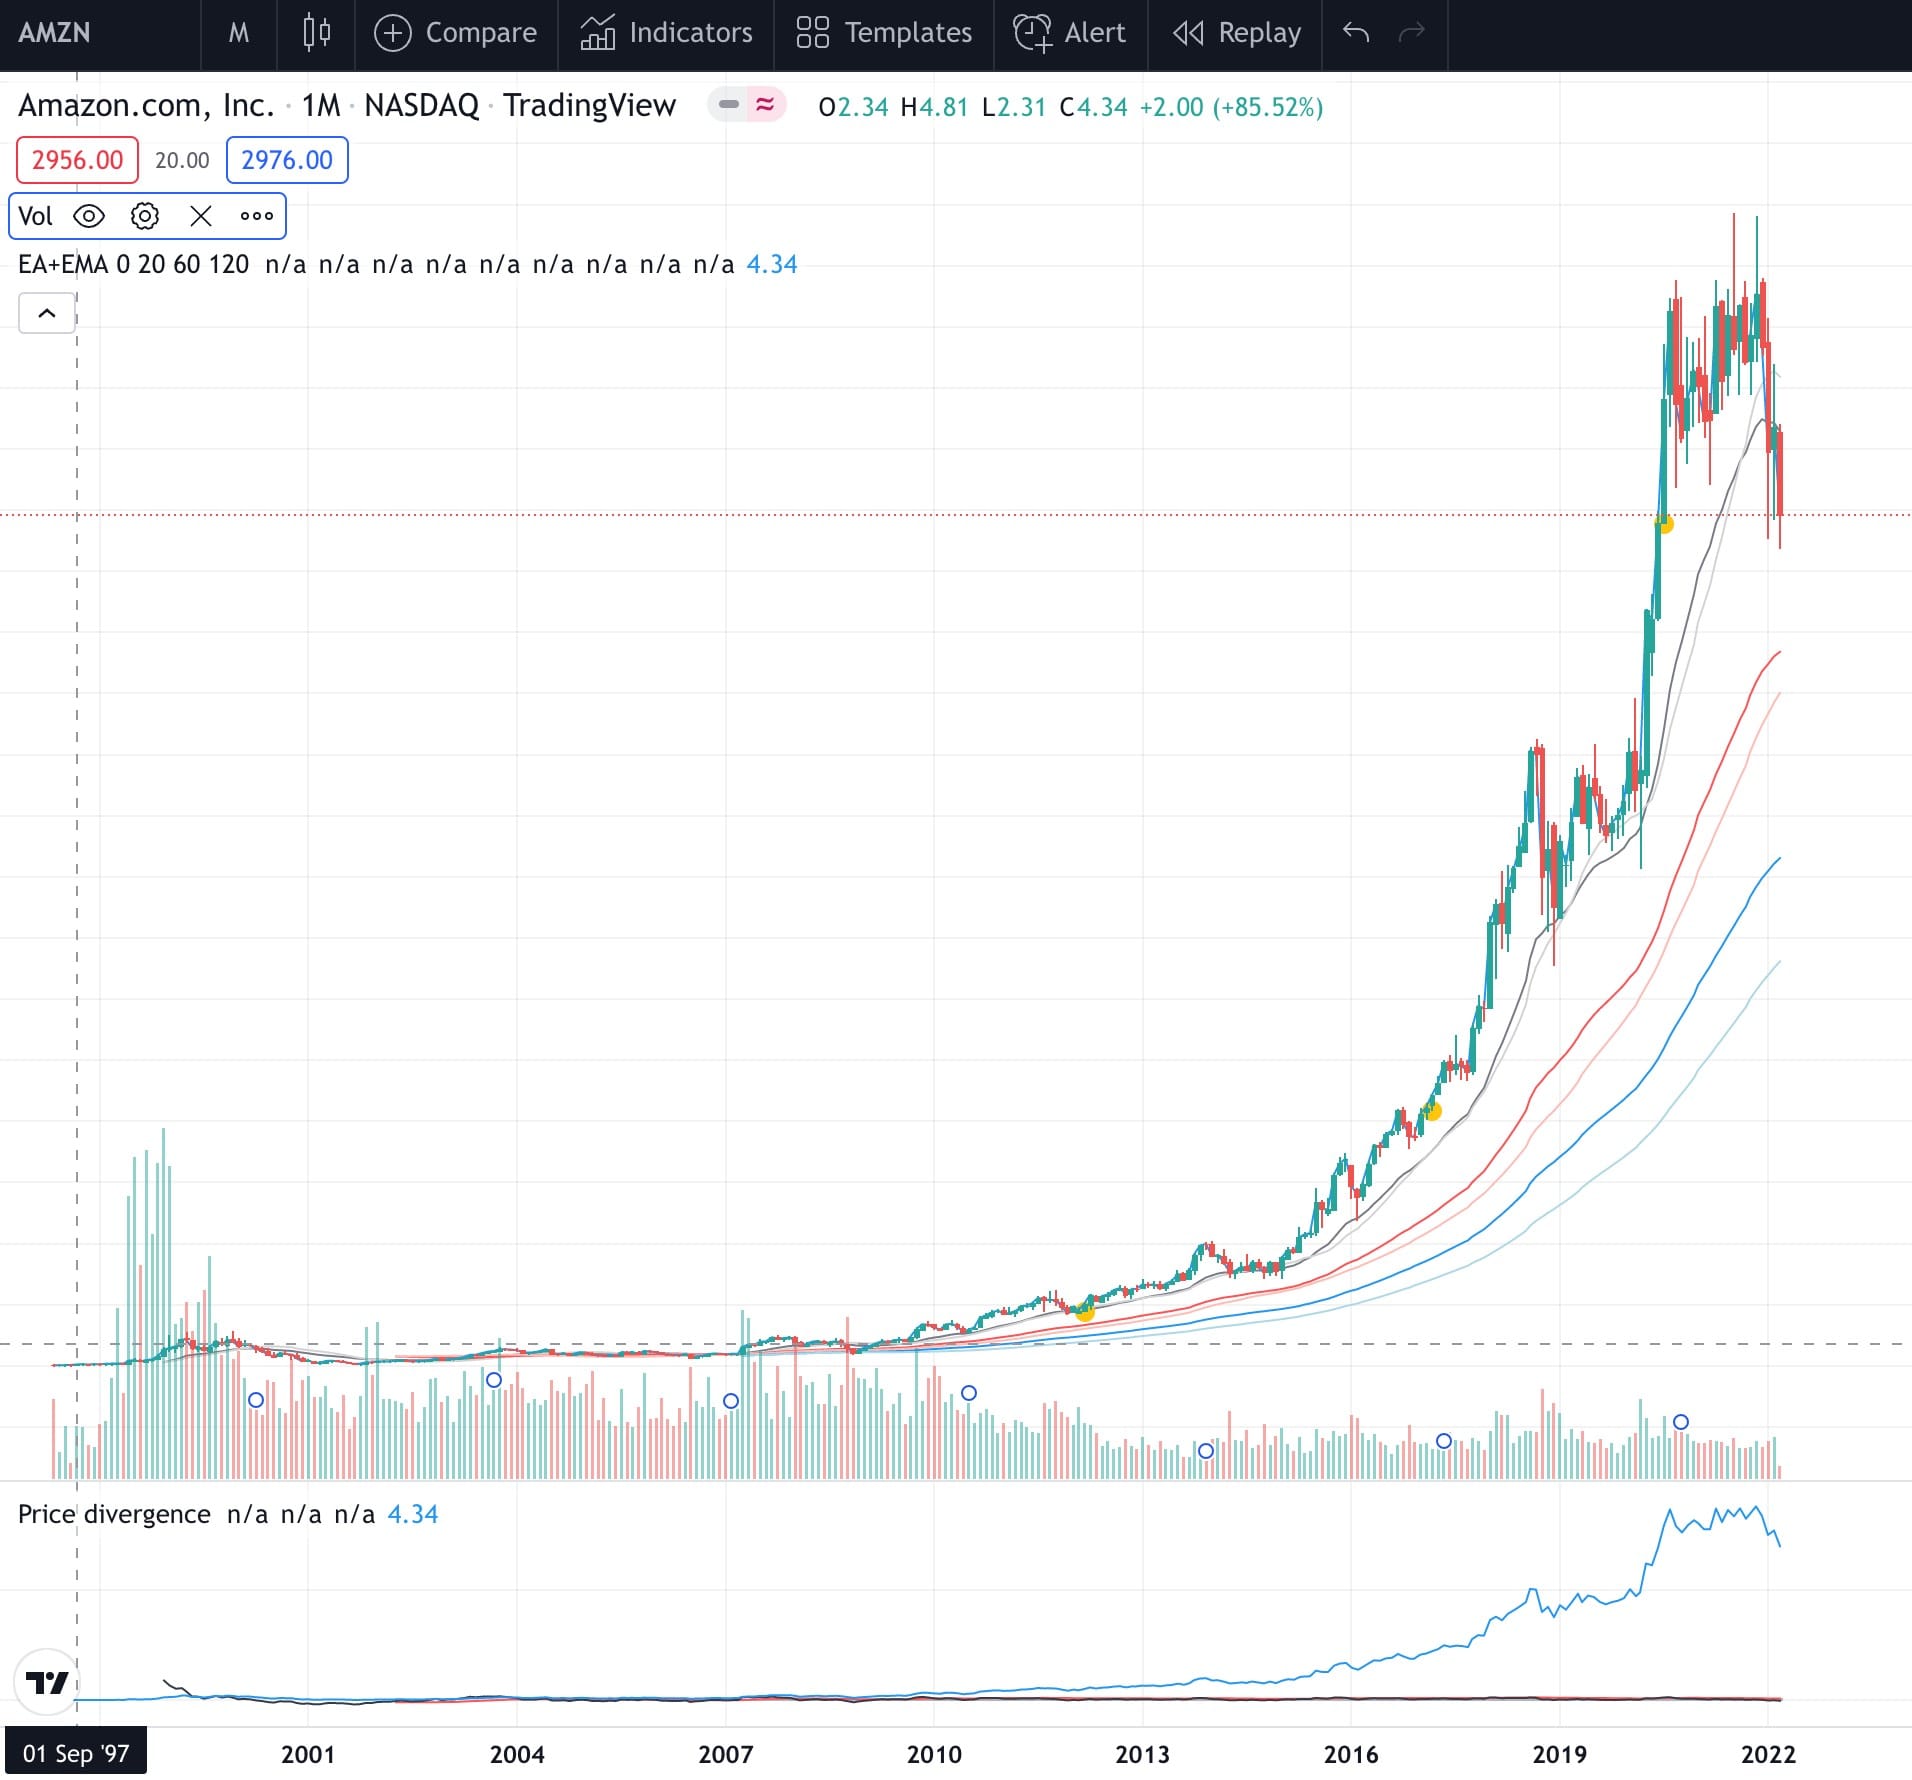 AMZN M Compare Indicators Templates Alert Replay
Amazon.com, Inc. · 1M · NASDAQ · TradingView O2.34 H4.81 L2.31 C4.34 +2.00 (+85.52%)
2956.00 20.00 2976.00
Vol
EA+EMA 0 20 60 120 n/a n/a n/a n/a n/a n/a n/a n/a n/a 4.34
Price divergence n/a n/a n/a 4.34
01 Sep '97 2001 2004 2007 2010 2013 2016 2019 2022